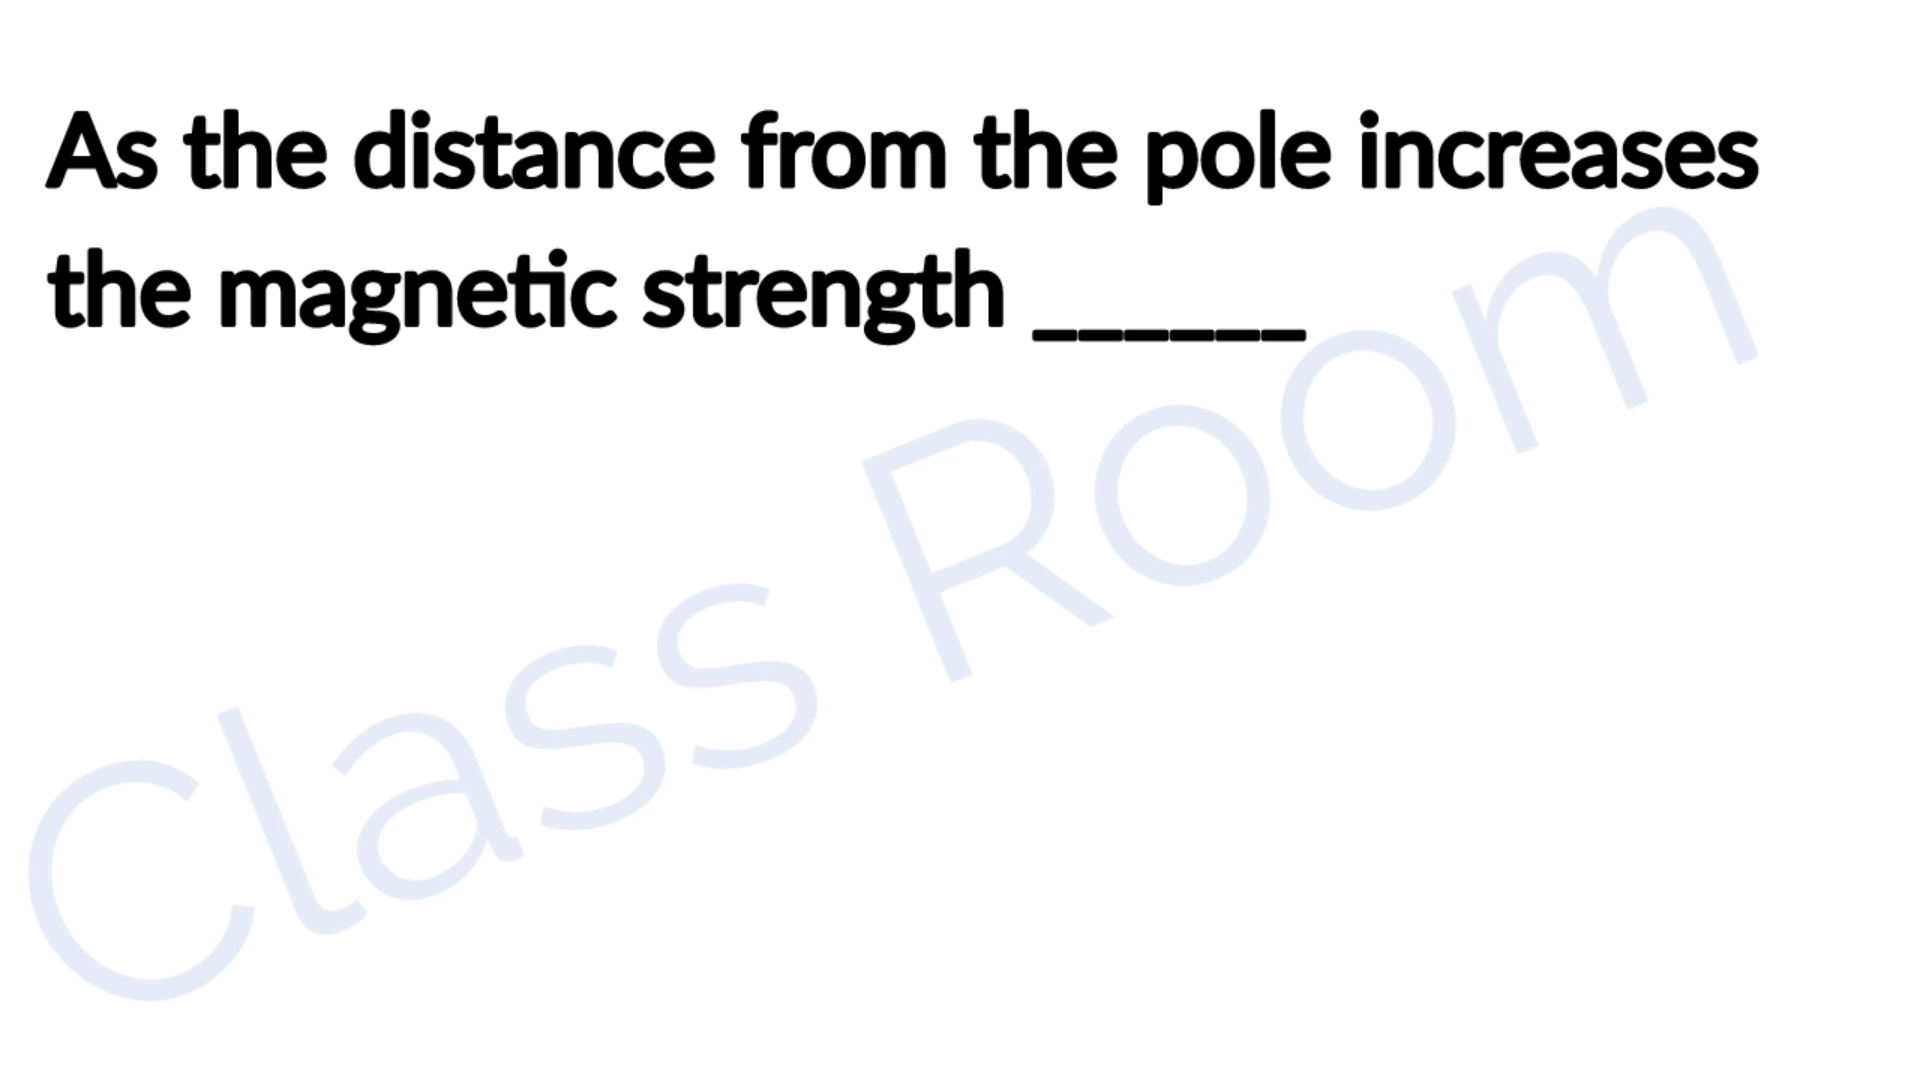 As the distance from the pole increases
the magnetic strength ______
Class Room